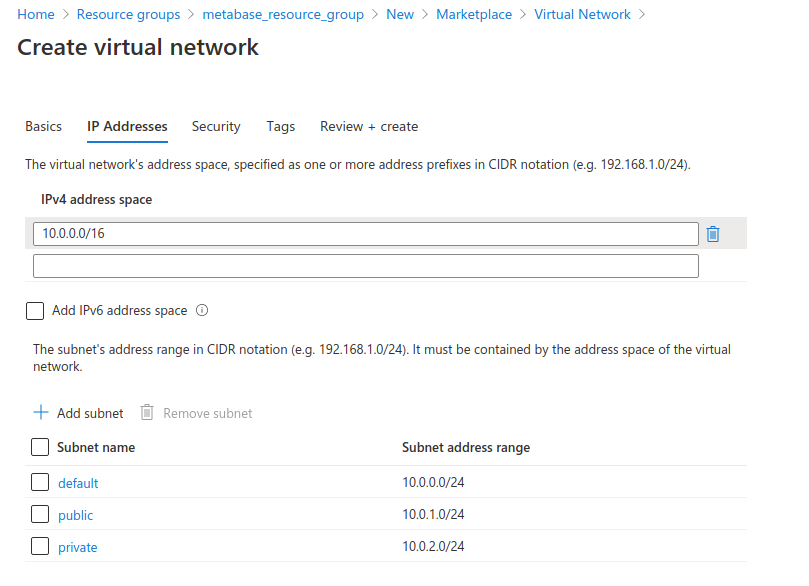 Home > Resource groups > metabase_resource_group > New > Marketplace > Virtual Network >
Create virtual network
Basics IP Addresses Security Tags Review + create
The virtual network's address space, specified as one or more address prefixes in CIDR notation (e.g. 192.168.1.0/24).
IPv4 address space
10.0.0.0/16
Add IPv6 address space
The subnet's address range in CIDR notation (e.g. 192.168.1.0/24). It must be contained by the address space of the virtual
network.
Add subnet Remove subnet
Subnet name Subnet address range
default 10.0.0.0/24
public 10.0.1.0/24
private 10.0.2.0/24